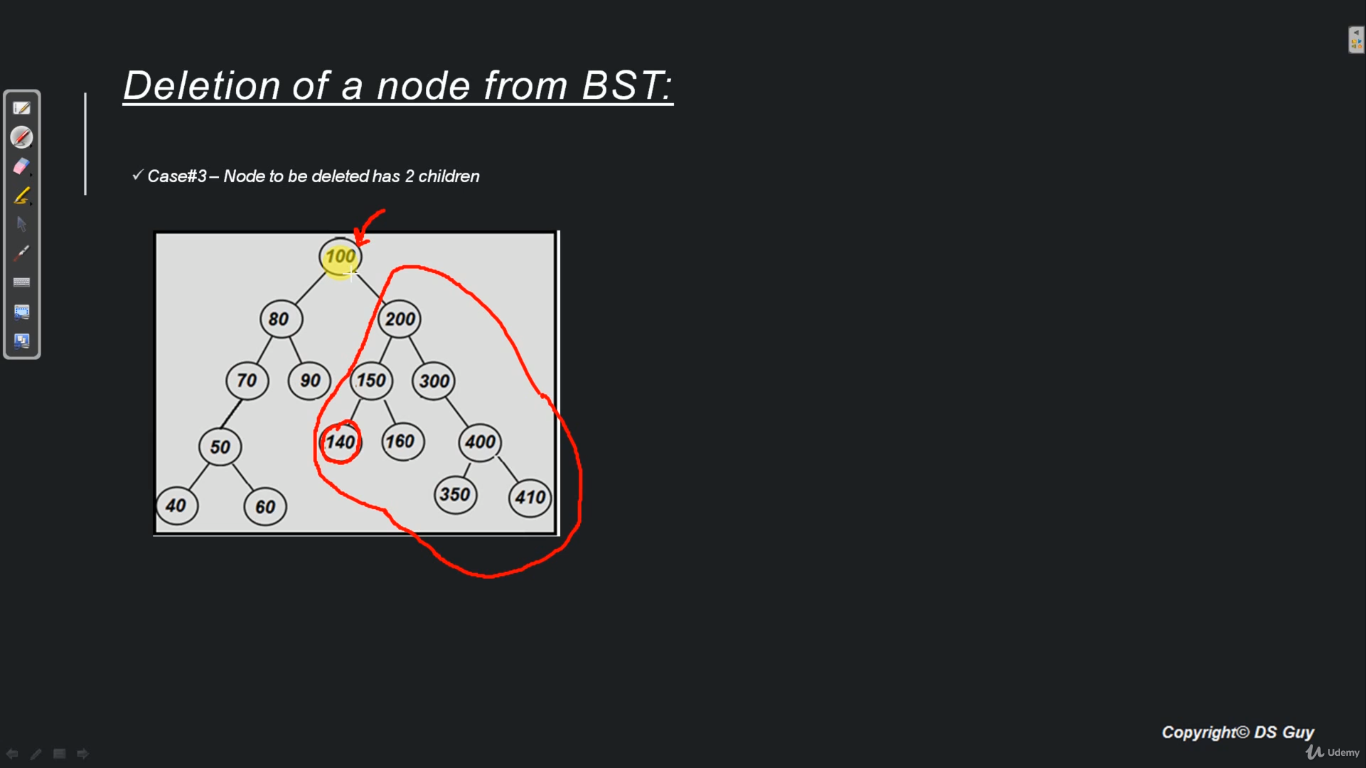 Deletion of a node from BST:
✓ Case#3 – Node to be deleted has 2 children
100
80 200
70 90 150 300
50 140 160 400
40 60 350 410
Copyright© DS Guy
Udemy